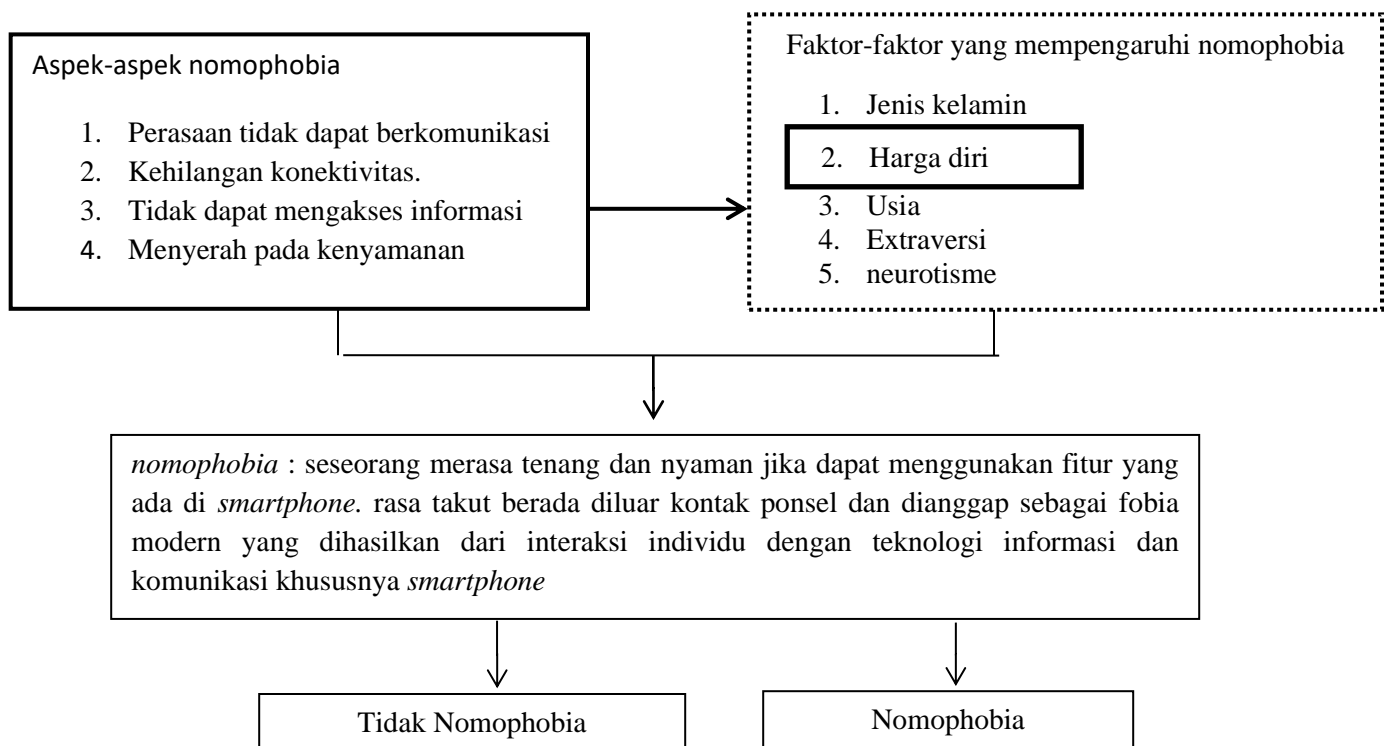 Aspek-aspek nomophobia
1. Perasaan tidak dapat berkomunikasi
2. Kehilangan konektivitas.
3. Tidak dapat mengakses informasi
4. Menyerah pada kenyamanan
Faktor-faktor yang mempengaruhi nomophobia
1. Jenis kelamin
2. Harga diri
3. Usia
4. Extraversi
5. neurotisme
nomophobia : seseorang merasa tenang dan nyaman jika dapat menggunakan fitur yang
ada di smartphone. rasa takut berada diluar kontak ponsel dan dianggap sebagai fobia
modern yang dihasilkan dari interaksi individu dengan teknologi informasi dan
komunikasi khususnya smartphone
Tidak Nomophobia
Nomophobia